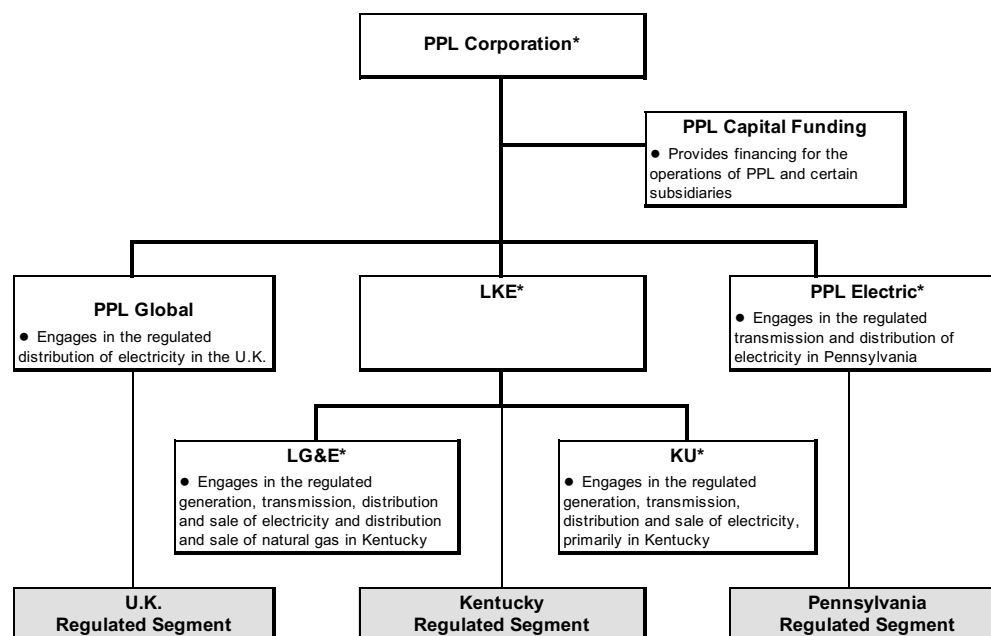 PPL Corporation*
PPL Capital Funding
● Provides financing for the
operations of PPL and certain
subsidiaries
PPL Global
● Engages in the regulated
distribution of electricity in the U.K.
LKE*
PPL Electric*
● Engages in the regulated
transmission and distribution of
electricity in Pennsylvania
LG&E*
● Engages in the regulated
generation, transmission, distribution
and sale of electricity and distribution
and sale of natural gas in Kentucky
KU*
● Engages in the regulated
generation, transmission,
distribution and sale of electricity,
primarily in Kentucky
U.K.
Regulated Segment
Kentucky
Regulated Segment
Pennsylvania
Regulated Segment